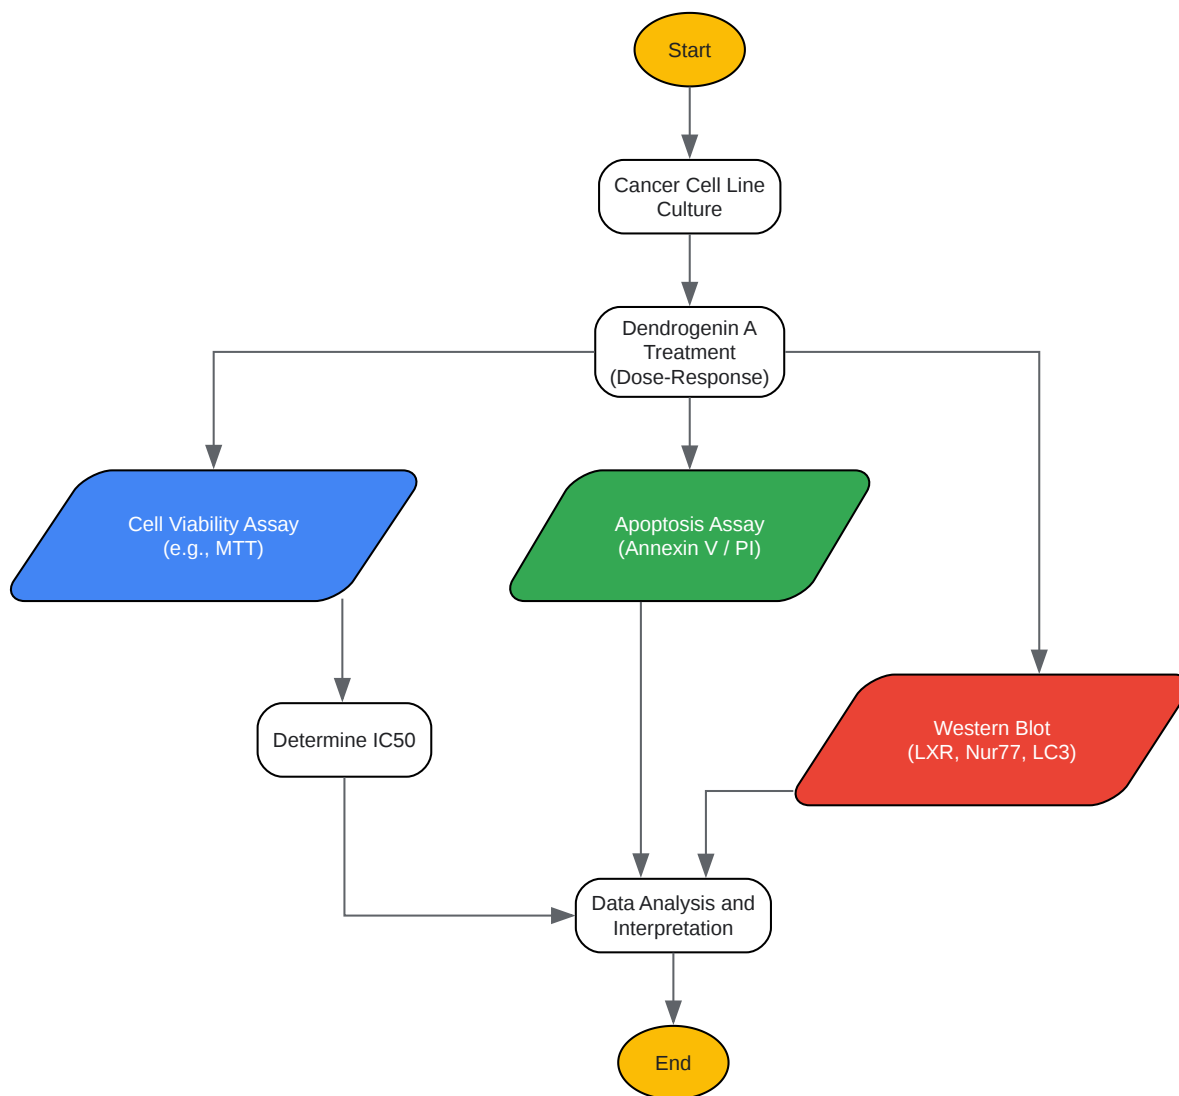 Start
Cancer Cell Line
Culture
Dendrogenin A
Treatment
(Dose-Response)
Cell Viability Assay
(e.g., MTT)
Apoptosis Assay
(Annexin V / PI)
Western Blot
(LXR, Nur77, LC3)
Determine IC50
Data Analysis and
Interpretation
End